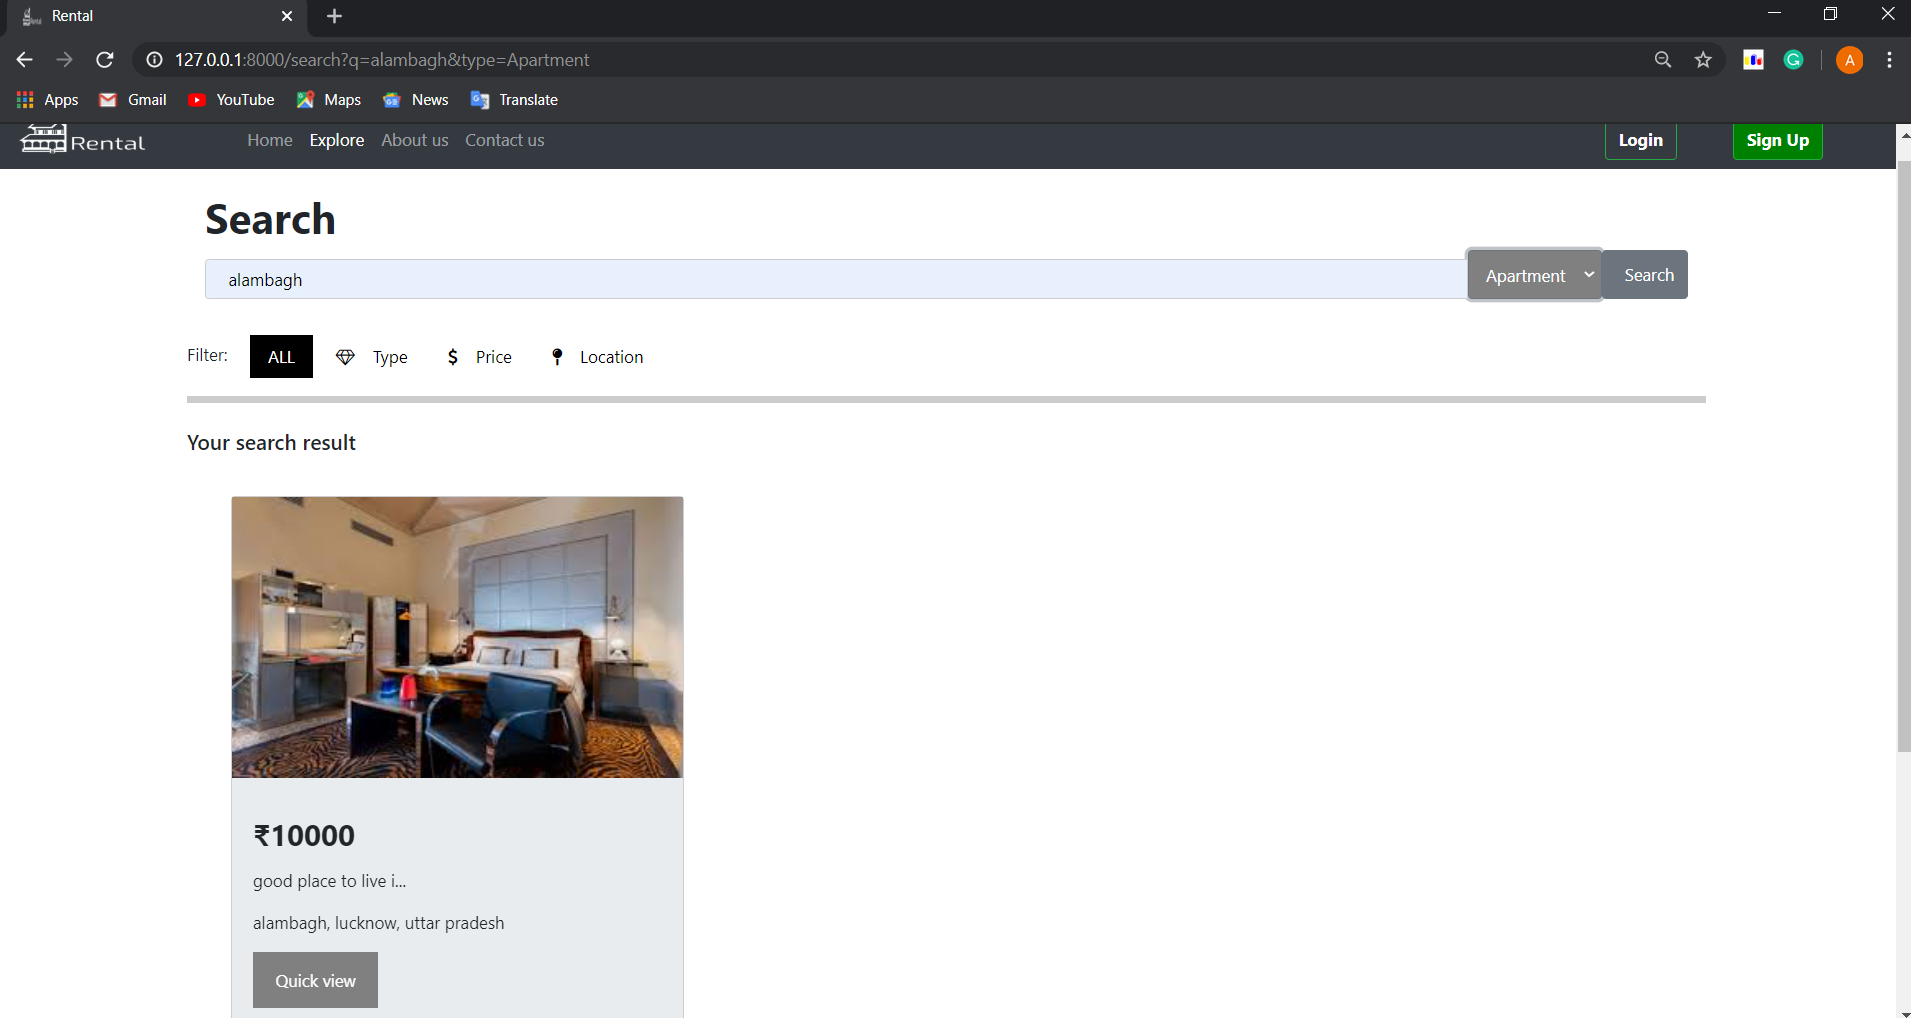 Rental
127.0.0.1:8000/search?q=alambagh&type=Apartment
A
Apps Gmail YouTube Maps News Translate
Rental Home Explore About us Contact us Login Sign Up
Search
alambagh Apartment Search
Filter: ALL Type $ Price Location
Your search result
₹10000
good place to live i...
alambagh, lucknow, uttar pradesh
Quick view